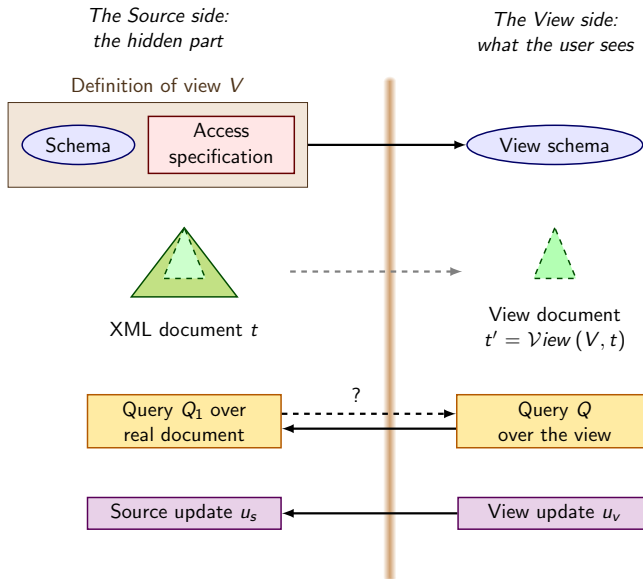 The Source side:
the hidden part
The View side:
what the user sees
Definition of view V
Schema
Access
specification
View schema
XML document t
View document
t′ = View (V, t)
Query Q₁ over
real document
?
Query Q
over the view
Source update uₛ
View update uᵥ